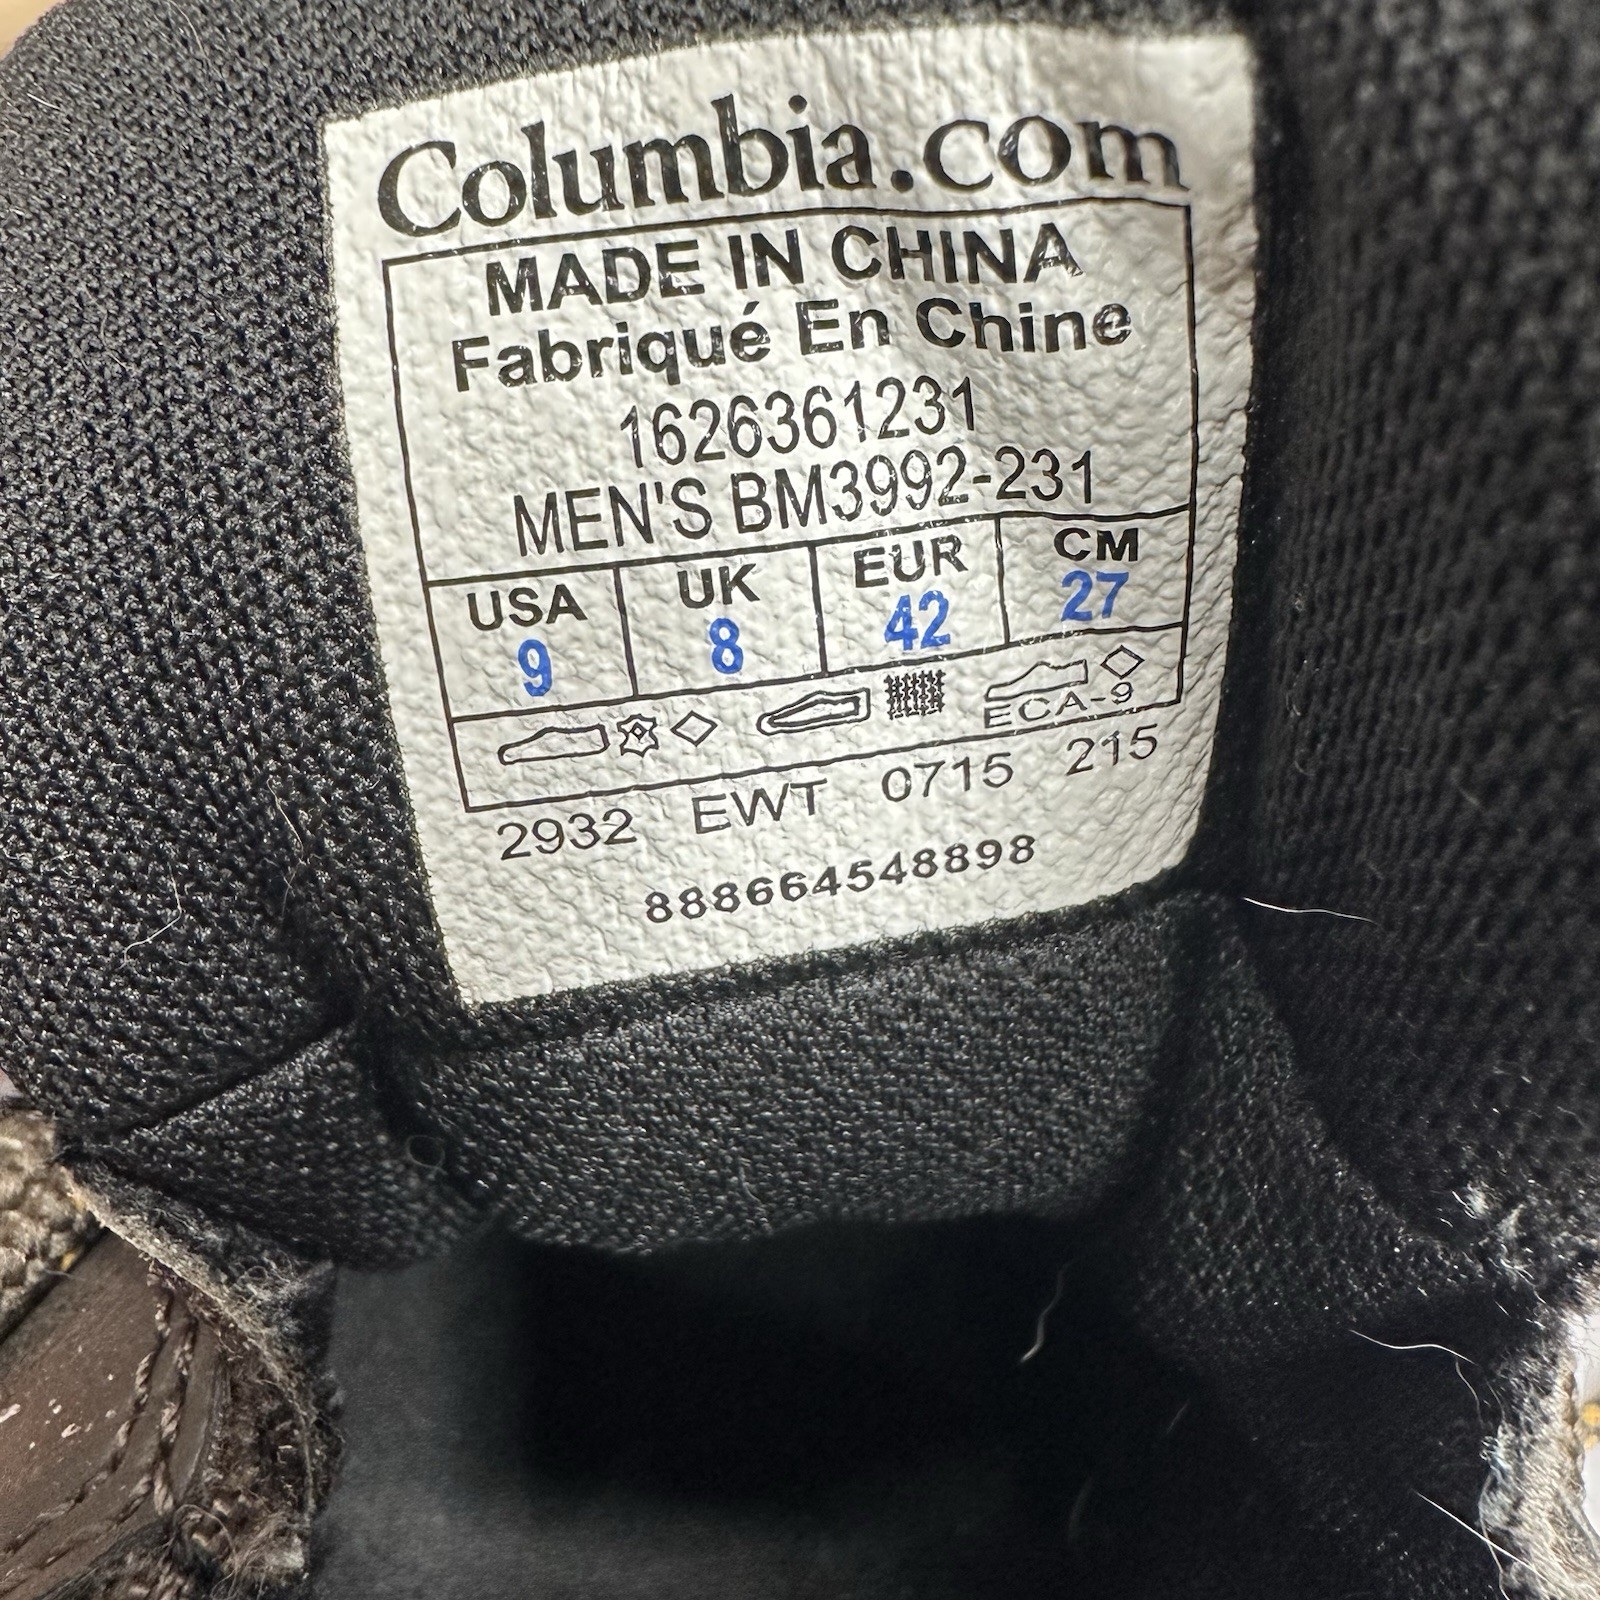 Columbia.com
MADE IN CHINA
Fabriqué En Chine
1626361231
MEN'S BM3992-231
USA UK EUR CM
9 8 42 27
ECA-9
2932 EWT 0715 215
888664548898